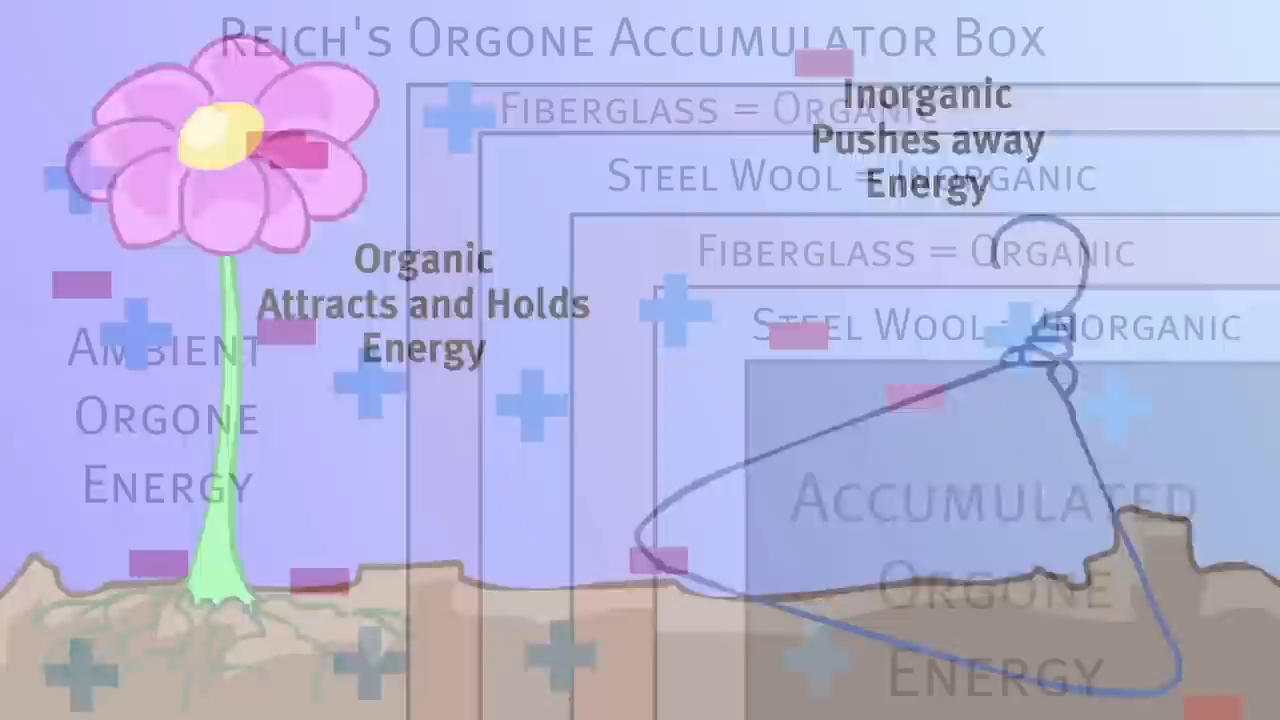 Reich's Orgone Accumulator Box
Fiberglass = Organic
Inorganic
Pushes away
Energy
Steel Wool = Inorganic
Fiberglass = Organic
Organic
Attracts and Holds
Energy
Steel Wool = Inorganic
Ambient
Orgone
Energy
Accumulated
Orgone
Energy